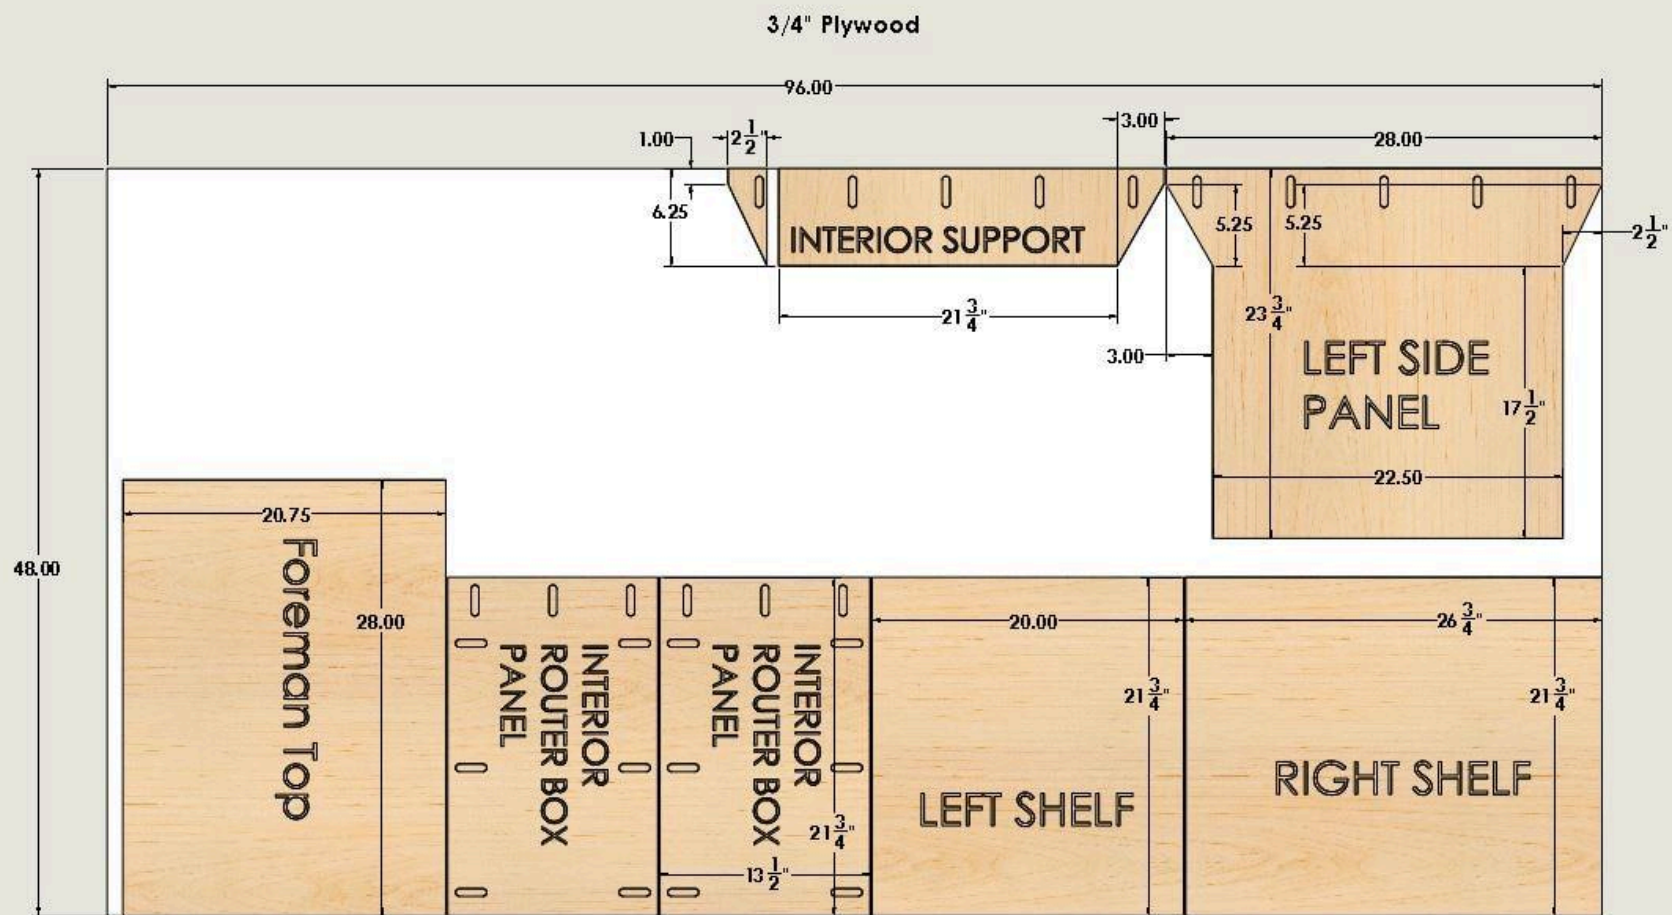 3/4" Plywood
96.00
1.00
2 1/2"
3.00
28.00
6.25
INTERIOR SUPPORT
5.25
5.25
2 1/2"
21 3/4"
23 3/4"
3.00
LEFT SIDE
PANEL
17 1/2"
22.50
20.75
48.00
Foreman Top
28.00
INTERIOR
ROUTER BOX
PANEL
INTERIOR
ROUTER BOX
PANEL
21 3/4"
13 1/2"
20.00
21 3/4"
LEFT SHELF
26 3/4"
21 3/4"
RIGHT SHELF